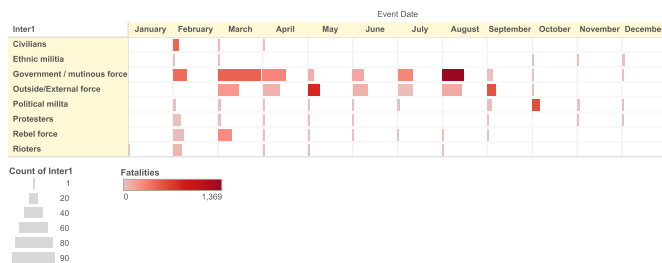 Event Date
Inter1 January February March April May June July August September October November December
Civilians
Ethnic militia
Government / mutinous force
Outside/External force
Political milita
Protesters
Rebel force
Rioters
Count of Inter1
1
20
40
60
80
90
Fatalities
0 1,369